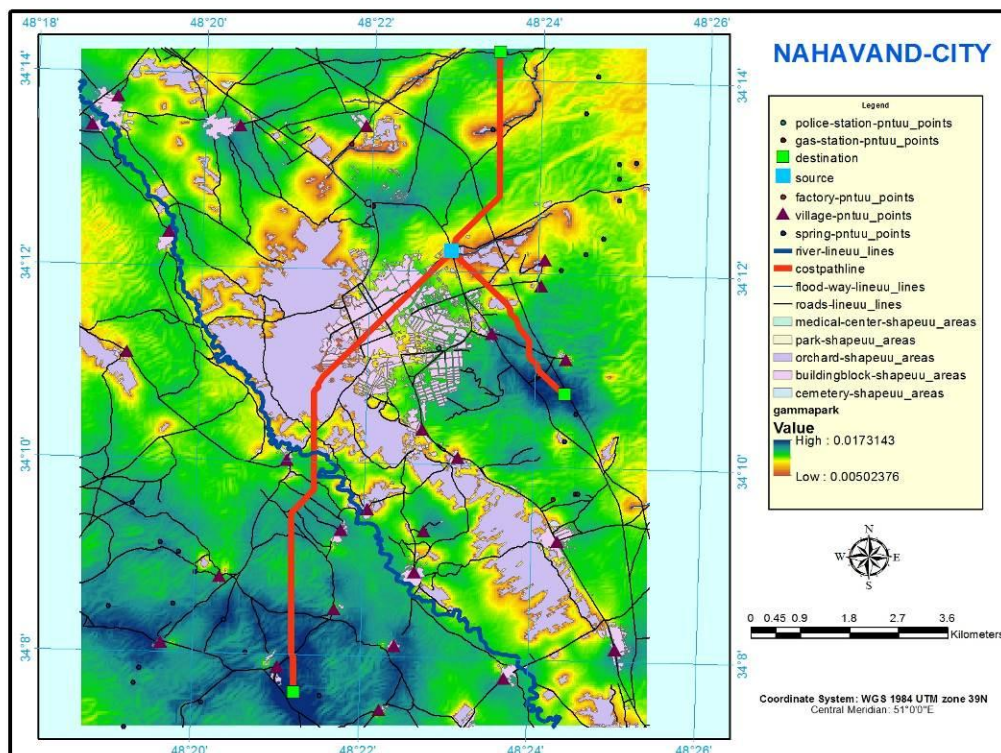 48°18' 48°20' 48°22' 48°24' 48°26'
NAHAVAND-CITY
34°14' 34°14'
34°12' 34°12'
34°10' 34°10'
34°8' 34°8'
48°20' 48°22' 48°24' 48°26'
Legend
police-station-pntuu_points
gas-station-pntuu_points
destination
source
factory-pntuu_points
village-pntuu_points
spring-pntuu_points
river-lineuu_lines
costpathline
flood-way-lineuu_lines
roads-lineuu_lines
medical-center-shapeuu_areas
park-shapeuu_areas
orchard-shapeuu_areas
buildingblock-shapeuu_areas
cemetery-shapeuu_areas
gammapark
Value
High : 0.0173143
Low : 0.00502376
N
W E
S
0 0.45 0.9 1.8 2.7 3.6
Kilometers
Coordinate System: WGS 1984 UTM zone 39N
Central Meridian: 51°0'0"E